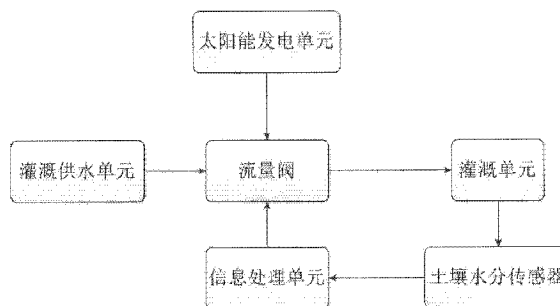 太阳能发电单元
灌溉供水单元
流量阀
灌溉单元
信息处理单元
土壤水分传感器